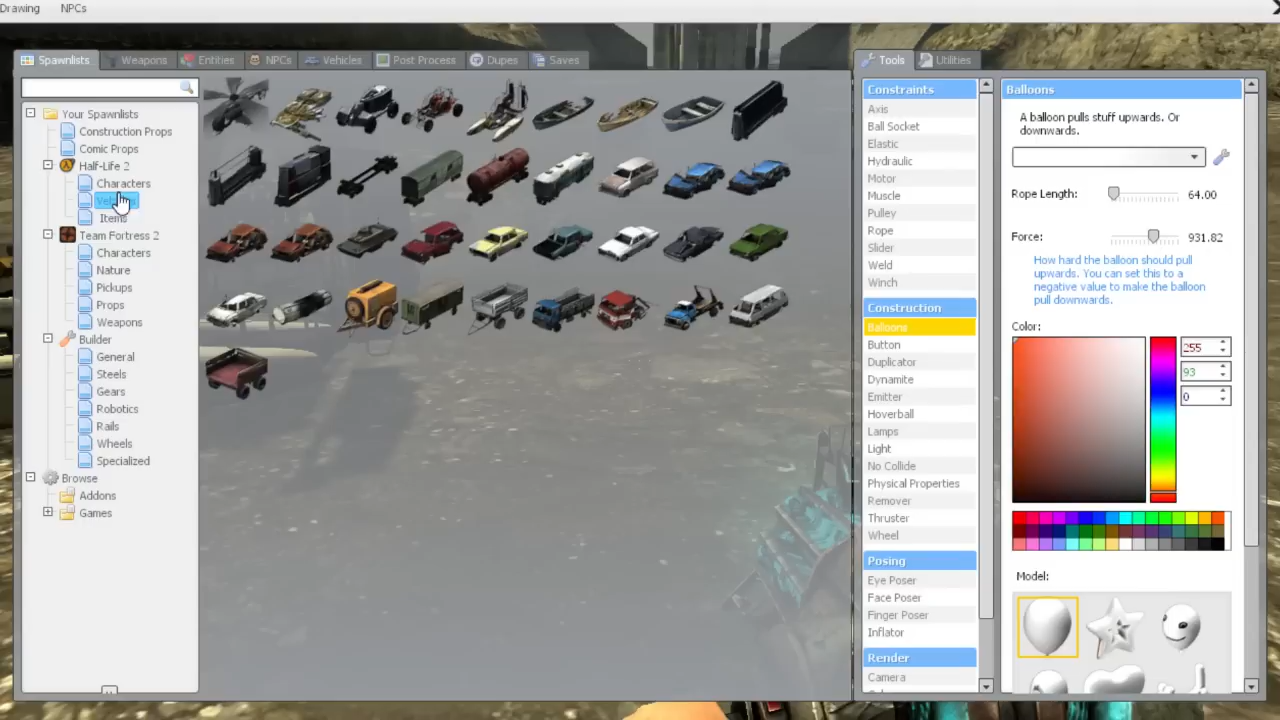 Drawing NPCs
Spawnlists Weapons Entities NPCs Vehicles Post Process Dupes Saves
Your Spawnlists
Construction Props
Comic Props
Half-Life 2
Characters
Vehicles
Items
Team Fortress 2
Characters
Nature
Pickups
Props
Weapons
Builder
General
Steels
Gears
Robotics
Rails
Wheels
Specialized
Browse
Addons
Games
Tools Utilities
Constraints
Axis
Ball Socket
Elastic
Hydraulic
Motor
Muscle
Pulley
Rope
Slider
Weld
Winch
Construction
Balloons
Button
Duplicator
Dynamite
Emitter
Hoverball
Lamps
Light
No Collide
Physical Properties
Remover
Thruster
Wheel
Posing
Eye Poser
Face Poser
Finger Poser
Inflator
Render
Camera
Balloons
A balloon pulls stuff upwards. Or
downwards.
Rope Length: 64.00
Force: 931.82
How hard the balloon should pull
upwards. You can set this to a
negative value to make the balloon
pull downwards.
Color:
255
93
0
Model: